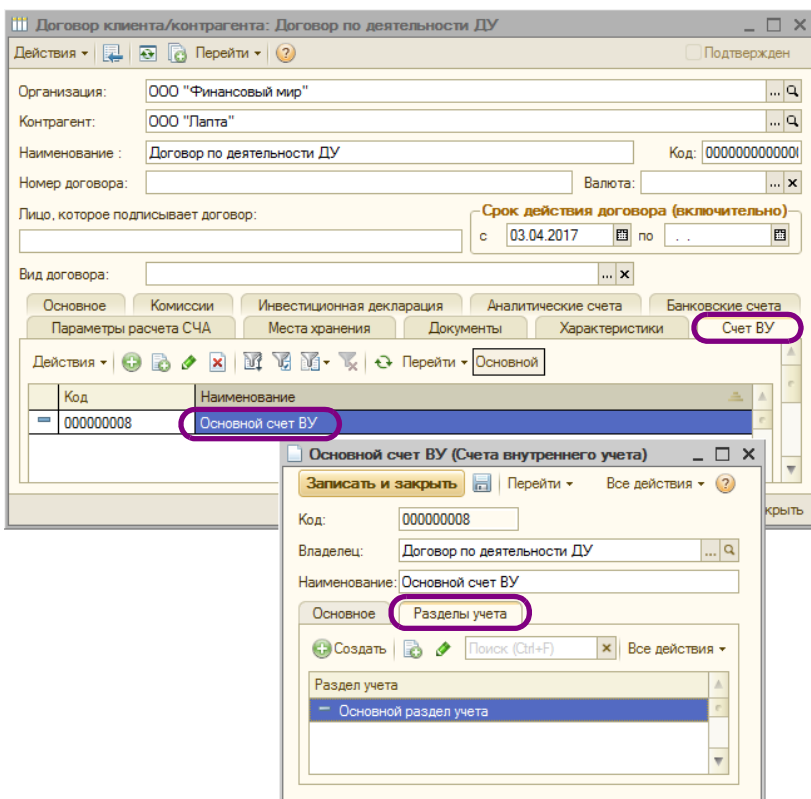 Договор клиента/контрагента: Договор по деятельности ДУ
Действия Перейти Подтвержден
Организация: ООО "Финансовый мир"
Контрагент: ООО "Лапта"
Наименование : Договор по деятельности ДУ Код: 000000000000
Номер договора: Валюта:
Лицо, которое подписывает договор: Срок действия договора (включительно)
с 03.04.2017 по . .
Вид договора:
Основное Комиссии Инвестиционная декларация Аналитические счета Банковские счета
Параметры расчета СЧА Места хранения Документы Характеристики Счет ВУ
Действия Перейти Основной
Код Наименование
000000008 Основной счет ВУ
Основной счет ВУ (Счета внутреннего учета)
Записать и закрыть Перейти Все действия
крыть
Код: 000000008
Владелец: Договор по деятельности ДУ
Наименование: Основной счет ВУ
Основное Разделы учета
Создать Поиск (Ctrl+F) Все действия
Раздел учета
Основной раздел учета